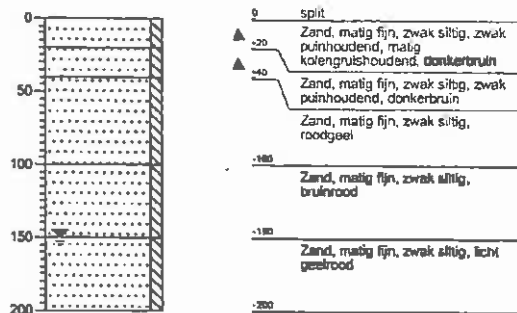 0
50
100
150
200
0
split
Zand, matig fijn, zwak siltig, zwak
puinhoudend, matig
kolengruishoudend, donkerbruin
-20
Zand, matig fijn, zwak siltig, zwak
puinhoudend, donkerbruin
-40
Zand, matig fijn, zwak siltig,
roodgeel
-100
Zand, matig fijn, zwak siltig,
bruinrood
-150
Zand, matig fijn, zwak siltig, licht
geelrood
-200